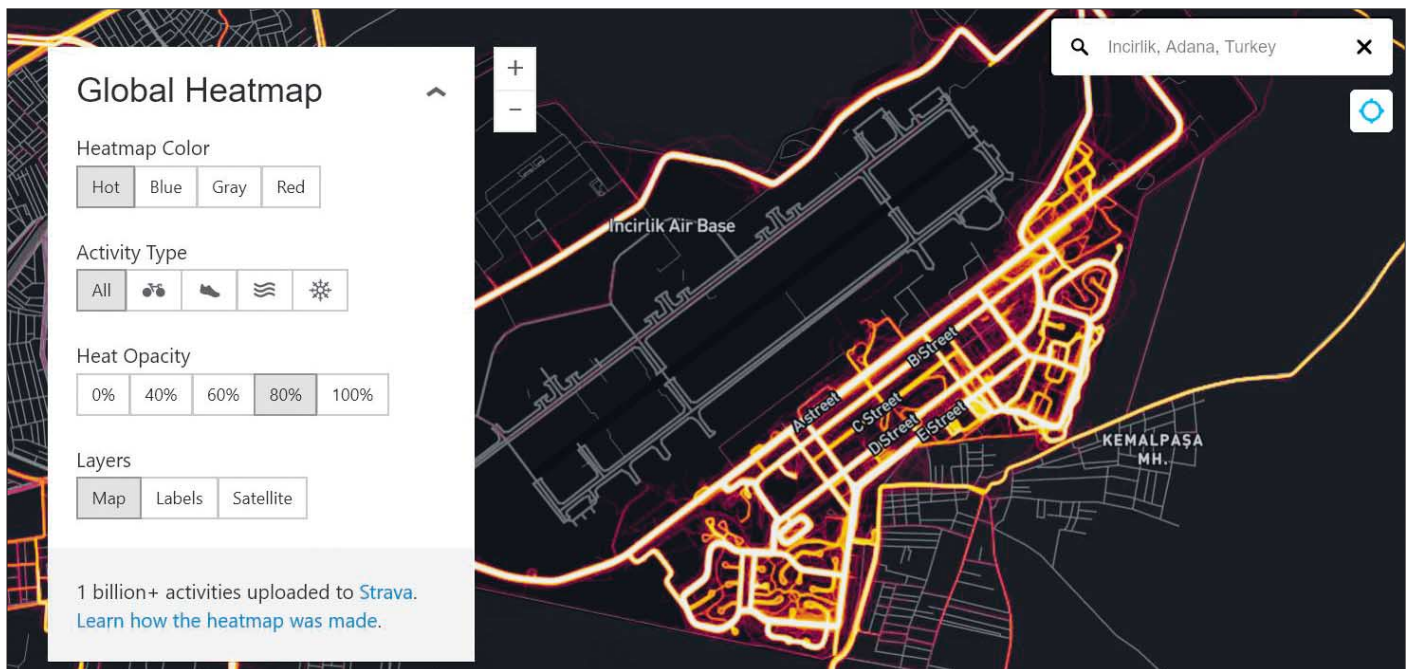 Global Heatmap
Heatmap Color
Hot Blue Gray Red
Activity Type
All
Heat Opacity
0% 40% 60% 80% 100%
Layers
Map Labels Satellite
1 billion+ activities uploaded to Strava.
Learn how the heatmap was made.
+
−
Incirlik, Adana, Turkey
Incirlik Air Base
B Street
A street
C Street
D Street
E Street
KEMALPAŞA
MH.